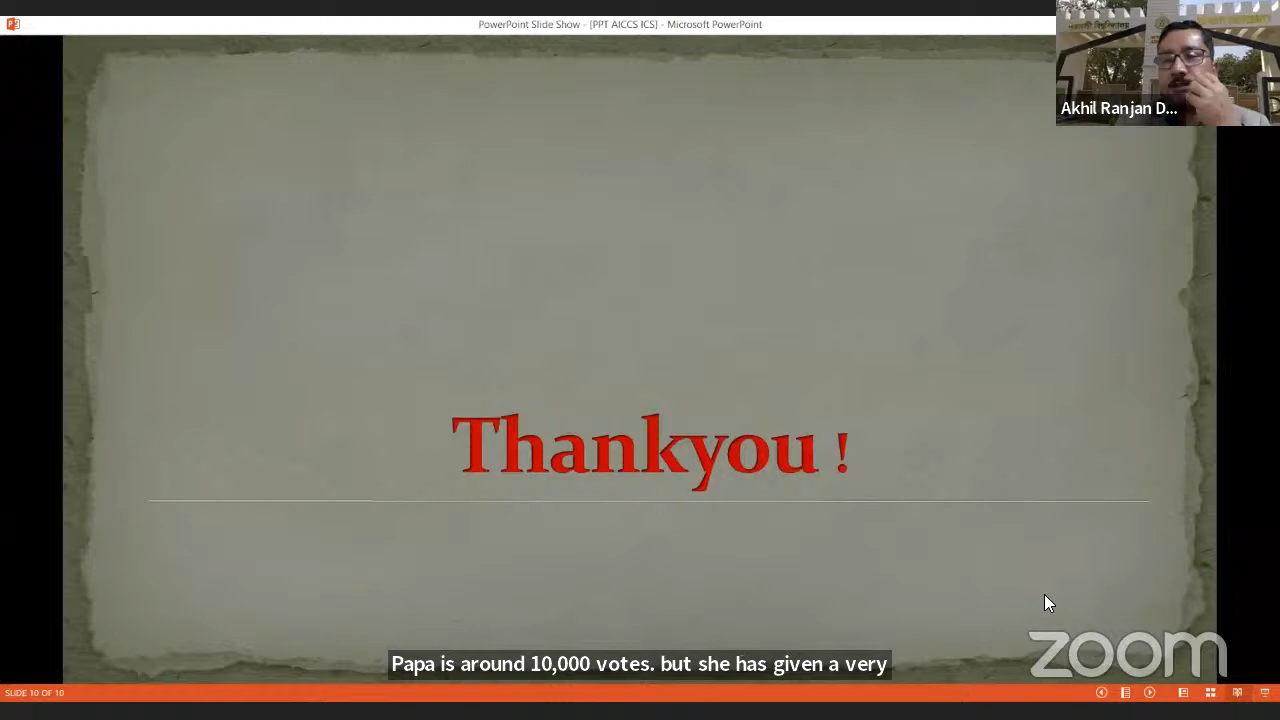 PowerPoint Slide Show - [PPT AICCS ICS] - Microsoft PowerPoint
Akhil Ranjan D...
Thankyou !
Papa is around 10,000 votes. but she has given a very
zoom
SLIDE 10 OF 10